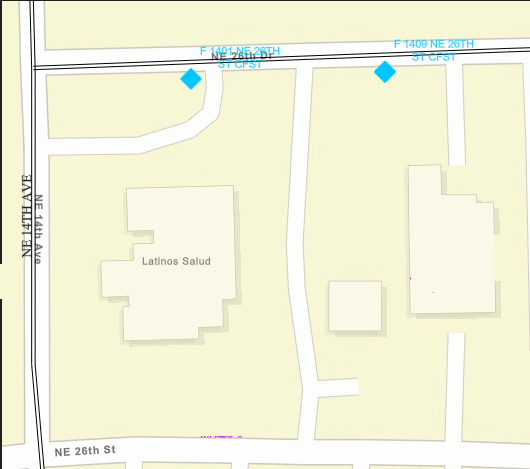 F 1401 NE 26TH
ST CFST
F 1409 NE 26TH
ST CFST
NE 26th Dr
NE 14TH AVE
NE 14th Ave
Latinos Salud
NE 26th St